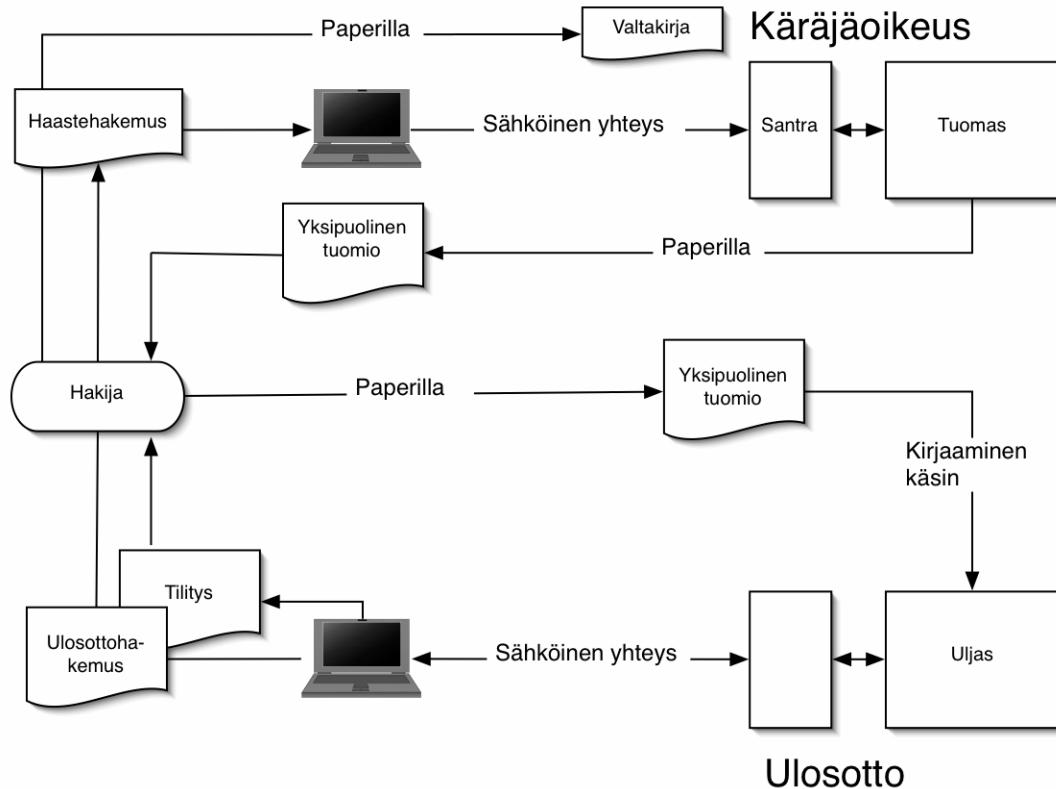 Paperilla
Valtakirja
Käräjäoikeus
Haastehakemus
Sähköinen yhteys
Santra
Tuomas
Yksipuolinen
tuomio
Paperilla
Hakija
Paperilla
Yksipuolinen
tuomio
Kirjaaminen
käsin
Tilitys
Ulosottoha-
kemus
Sähköinen yhteys
Uljas
Ulosotto